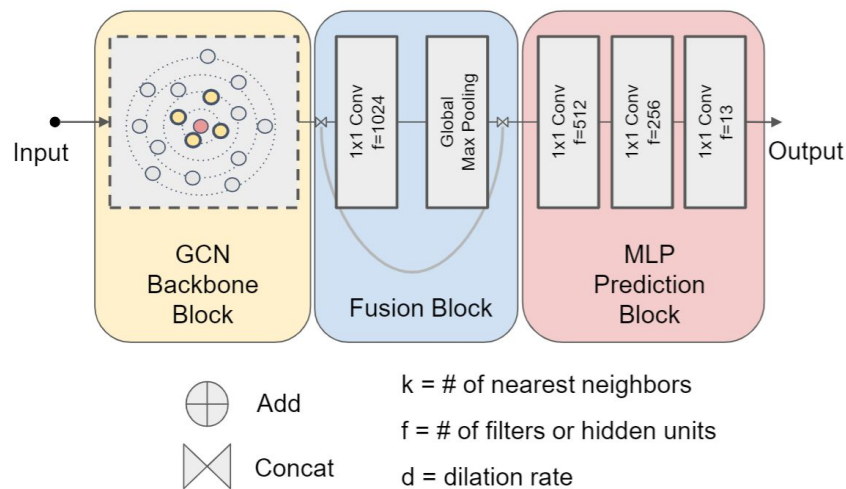 Input
GCN
Backbone
Block
1x1 Conv
f=1024
Global
Max Pooling
Fusion Block
1x1 Conv
f=512
1x1 Conv
f=256
1x1 Conv
f=13
MLP
Prediction
Block
Output
Add
Concat
k = # of nearest neighbors
f = # of filters or hidden units
d = dilation rate